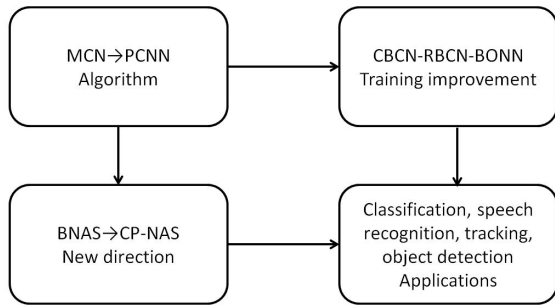 MCN→PCNN
Algorithm
CBCN-RBCN-BONN
Training improvement
BNAS→CP-NAS
New direction
Classification, speech
recognition, tracking,
object detection
Applications